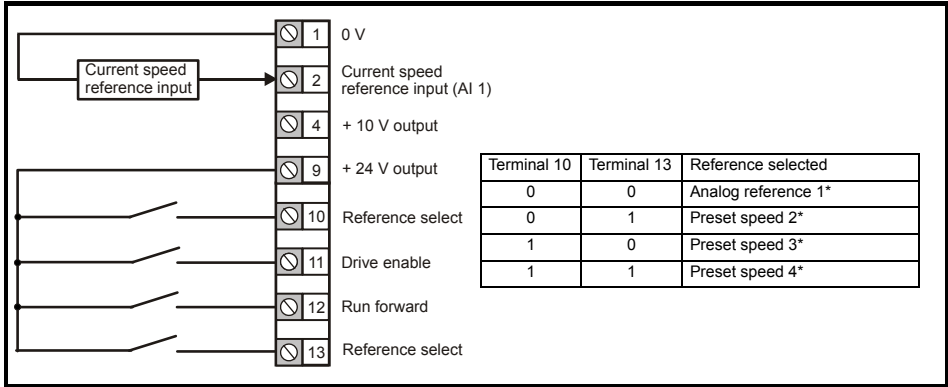 1 0 V
Current speed
reference input
2 Current speed
reference input (AI 1)
4 + 10 V output
9 + 24 V output
10 Reference select
11 Drive enable
12 Run forward
13 Reference select
Terminal 10 Terminal 13 Reference selected
0 0 Analog reference 1*
0 1 Preset speed 2*
1 0 Preset speed 3*
1 1 Preset speed 4*